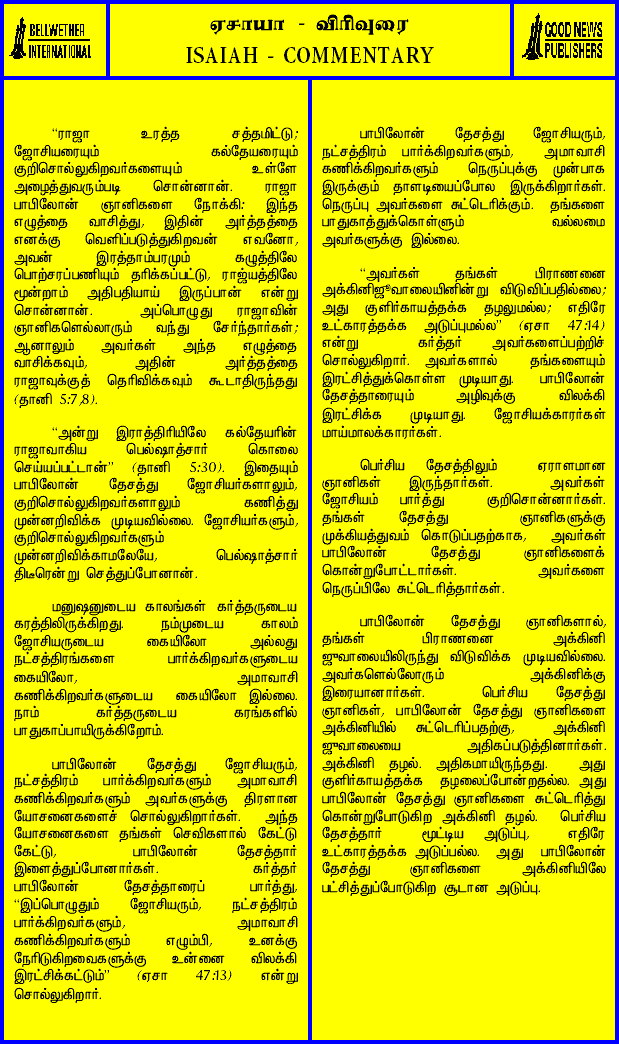 BELLWETHER
INTERNATIONAL
ஏசாயா - விரிவுரை
ISAIAH - COMMENTARY
GOOD NEWS
PUBLISHERS
“ராஜா உரத்த சத்தமிட்டு;
ஜோசியரையும் கல்தேயரையும்
குறிசொல்லுகிறவர்களையும் உள்ளே
அழைத்துவரும்படி சொன்னான். ராஜா
பாபிலோன் ஞானிகளை நோக்கி: இந்த
எழுத்தை வாசித்து, இதின் அர்த்தத்தை
எனக்கு வெளிப்படுத்துகிறவன் எவனோ,
அவன் இரத்தாம்பரமும் கழுத்திலே
பொற்சரப்பணியும் தரிக்கப்பட்டு, ராஜ்யத்திலே
மூன்றாம் அதிபதியாய் இருப்பான் என்று
சொன்னான். அப்பொழுது ராஜாவின்
ஞானிகளெல்லாரும் வந்து சேர்ந்தார்கள்;
ஆனாலும் அவர்கள் அந்த எழுத்தை
வாசிக்கவும், அதின் அர்த்தத்தை
ராஜாவுக்குத் தெரிவிக்கவும் கூடாதிருந்தது
(தானி 5:7,8).
“அன்று இராத்திரியிலே கல்தேயரின்
ராஜாவாகிய பெல்ஷாத்சார் கொலை
செய்யப்பட்டான்” (தானி 5:30). இதையும்
பாபிலோன் தேசத்து ஜோசியர்களாலும்,
குறிசொல்லுகிறவர்களாலும் கணித்து
முன்னறிவிக்க முடியவில்லை. ஜோசியர்களும்,
குறிசொல்லுகிறவர்களும்
முன்னறிவிக்காமலேயே, பெல்ஷாத்சார்
திடீரென்று செத்துப்போனான்.
மனுஷனுடைய காலங்கள் கர்த்தருடைய
கரத்திலிருக்கிறது. நம்முடைய காலம்
ஜோசியருடைய கையிலோ அல்லது
நட்சத்திரங்களை பார்க்கிறவர்களுடைய
கையிலோ, அமாவாசி
கணிக்கிறவர்களுடைய கையிலோ இல்லை.
நாம் கர்த்தருடைய கரங்களில்
பாதுகாப்பாயிருக்கிறோம்.
பாபிலோன் தேசத்து ஜோசியரும்,
நட்சத்திரம் பார்க்கிறவர்களும் அமாவாசி
கணிக்கிறவர்களும் அவர்களுக்கு திரளான
யோசனைகளைச் சொல்லுகிறார்கள். அந்த
யோசனைகளை தங்கள் செவிகளால் கேட்டு
கேட்டு, பாபிலோன் தேசத்தார்
இளைத்துப்போனார்கள். கர்த்தர்
பாபிலோன் தேசத்தாரைப் பார்த்து,
“இப்பொழுதும் ஜோசியரும், நட்சத்திரம்
பார்க்கிறவர்களும், அமாவாசி
கணிக்கிறவர்களும் எழும்பி, உனக்கு
நேரிடுகிறவைகளுக்கு உன்னை விலக்கி
இரட்சிக்கட்டும்” (ஏசா 47:13) என்று
சொல்லுகிறார்.
பாபிலோன் தேசத்து ஜோசியரும்,
நட்சத்திரம் பார்க்கிறவர்களும், அமாவாசி
கணிக்கிறவர்களும் நெருப்புக்கு முன்பாக
இருக்கும் தாளடியைப்போல இருக்கிறார்கள்.
நெருப்பு அவர்களை சுட்டெரிக்கும். தங்களை
பாதுகாத்துக்கொள்ளும் வல்லமை
அவர்களுக்கு இல்லை.
“அவர்கள் தங்கள் பிராணனை
அக்கினிஜுவாலையினின்று விடுவிப்பதில்லை;
அது குளிர்காயத்தக்க தழலுமல்ல; எதிரே
உட்காரத்தக்க அடுப்புமல்ல” (ஏசா 47:14)
என்று கர்த்தர் அவர்களைப்பற்றிச்
சொல்லுகிறார். அவர்களால் தங்களையும்
இரட்சித்துக்கொள்ள முடியாது. பாபிலோன்
தேசத்தாரையும் அழிவுக்கு விலக்கி
இரட்சிக்க முடியாது. ஜோசியக்காரர்கள்
மாய்மாலக்காரர்கள்.
பெர்சிய தேசத்திலும் ஏராளமான
ஞானிகள் இருந்தார்கள். அவர்கள்
ஜோசியம் பார்த்து குறிசொன்னார்கள்.
தங்கள் தேசத்து ஞானிகளுக்கு
முக்கியத்துவம் கொடுப்பதற்காக, அவர்கள்
பாபிலோன் தேசத்து ஞானிகளைக்
கொன்றுபோட்டார்கள். அவர்களை
நெருப்பிலே சுட்டெரித்தார்கள்.
பாபிலோன் தேசத்து ஞானிகளால்,
தங்கள் பிராணனை அக்கினி
ஜுவாலையிலிருந்து விடுவிக்க முடியவில்லை.
அவர்களெல்லோரும் அக்கினிக்கு
இரையானார்கள். பெர்சிய தேசத்து
ஞானிகள், பாபிலோன் தேசத்து ஞானிகளை
அக்கினியில் சுட்டெரிப்பதற்கு, அக்கினி
ஜுவாலையை அதிகப்படுத்தினார்கள்.
அக்கினி தழல். அதிகமாயிருந்தது. அது
குளிர்காயத்தக்க தழலைப்போன்றதல்ல. அது
பாபிலோன் தேசத்து ஞானிகளை சுட்டெரித்து
கொன்றுபோடுகிற அக்கினி தழல். பெர்சிய
தேசத்தார் மூட்டிய அடுப்பு, எதிரே
உட்காரத்தக்க அடுப்பல்ல. அது பாபிலோன்
தேசத்து ஞானிகளை அக்கினியிலே
பட்சித்துப்போடுகிற சூடான அடுப்பு.